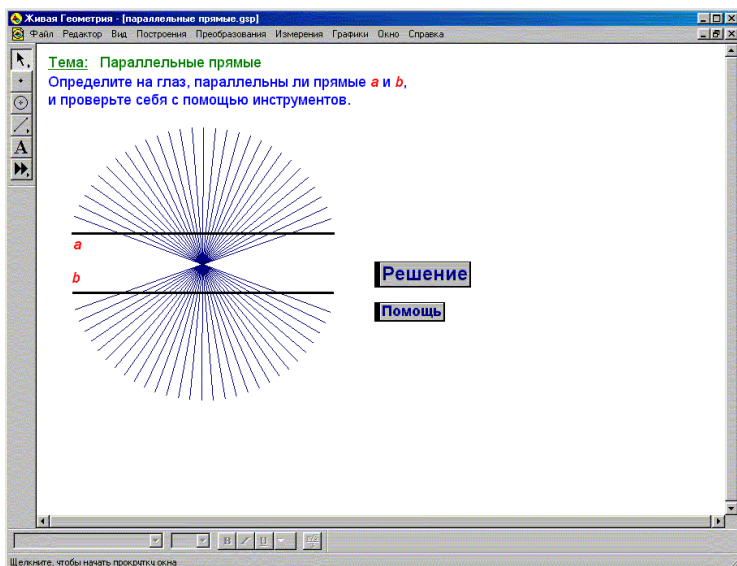 Живая Геометрия - [параллельные прямые.gsp]
Файл Редактор Вид Построения Преобразования Измерения Графики Окно Справка
Тема: Параллельные прямые
Определите на глаз, параллельны ли прямые a и b,
и проверьте себя с помощью инструментов.
A
a
b
Решение
Помощь
B I U
Щелкните, чтобы начать прокрутку окна